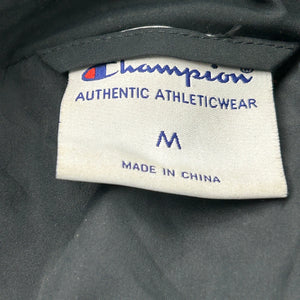 Champion
AUTHENTIC ATHLETICWEAR
M
MADE IN CHINA